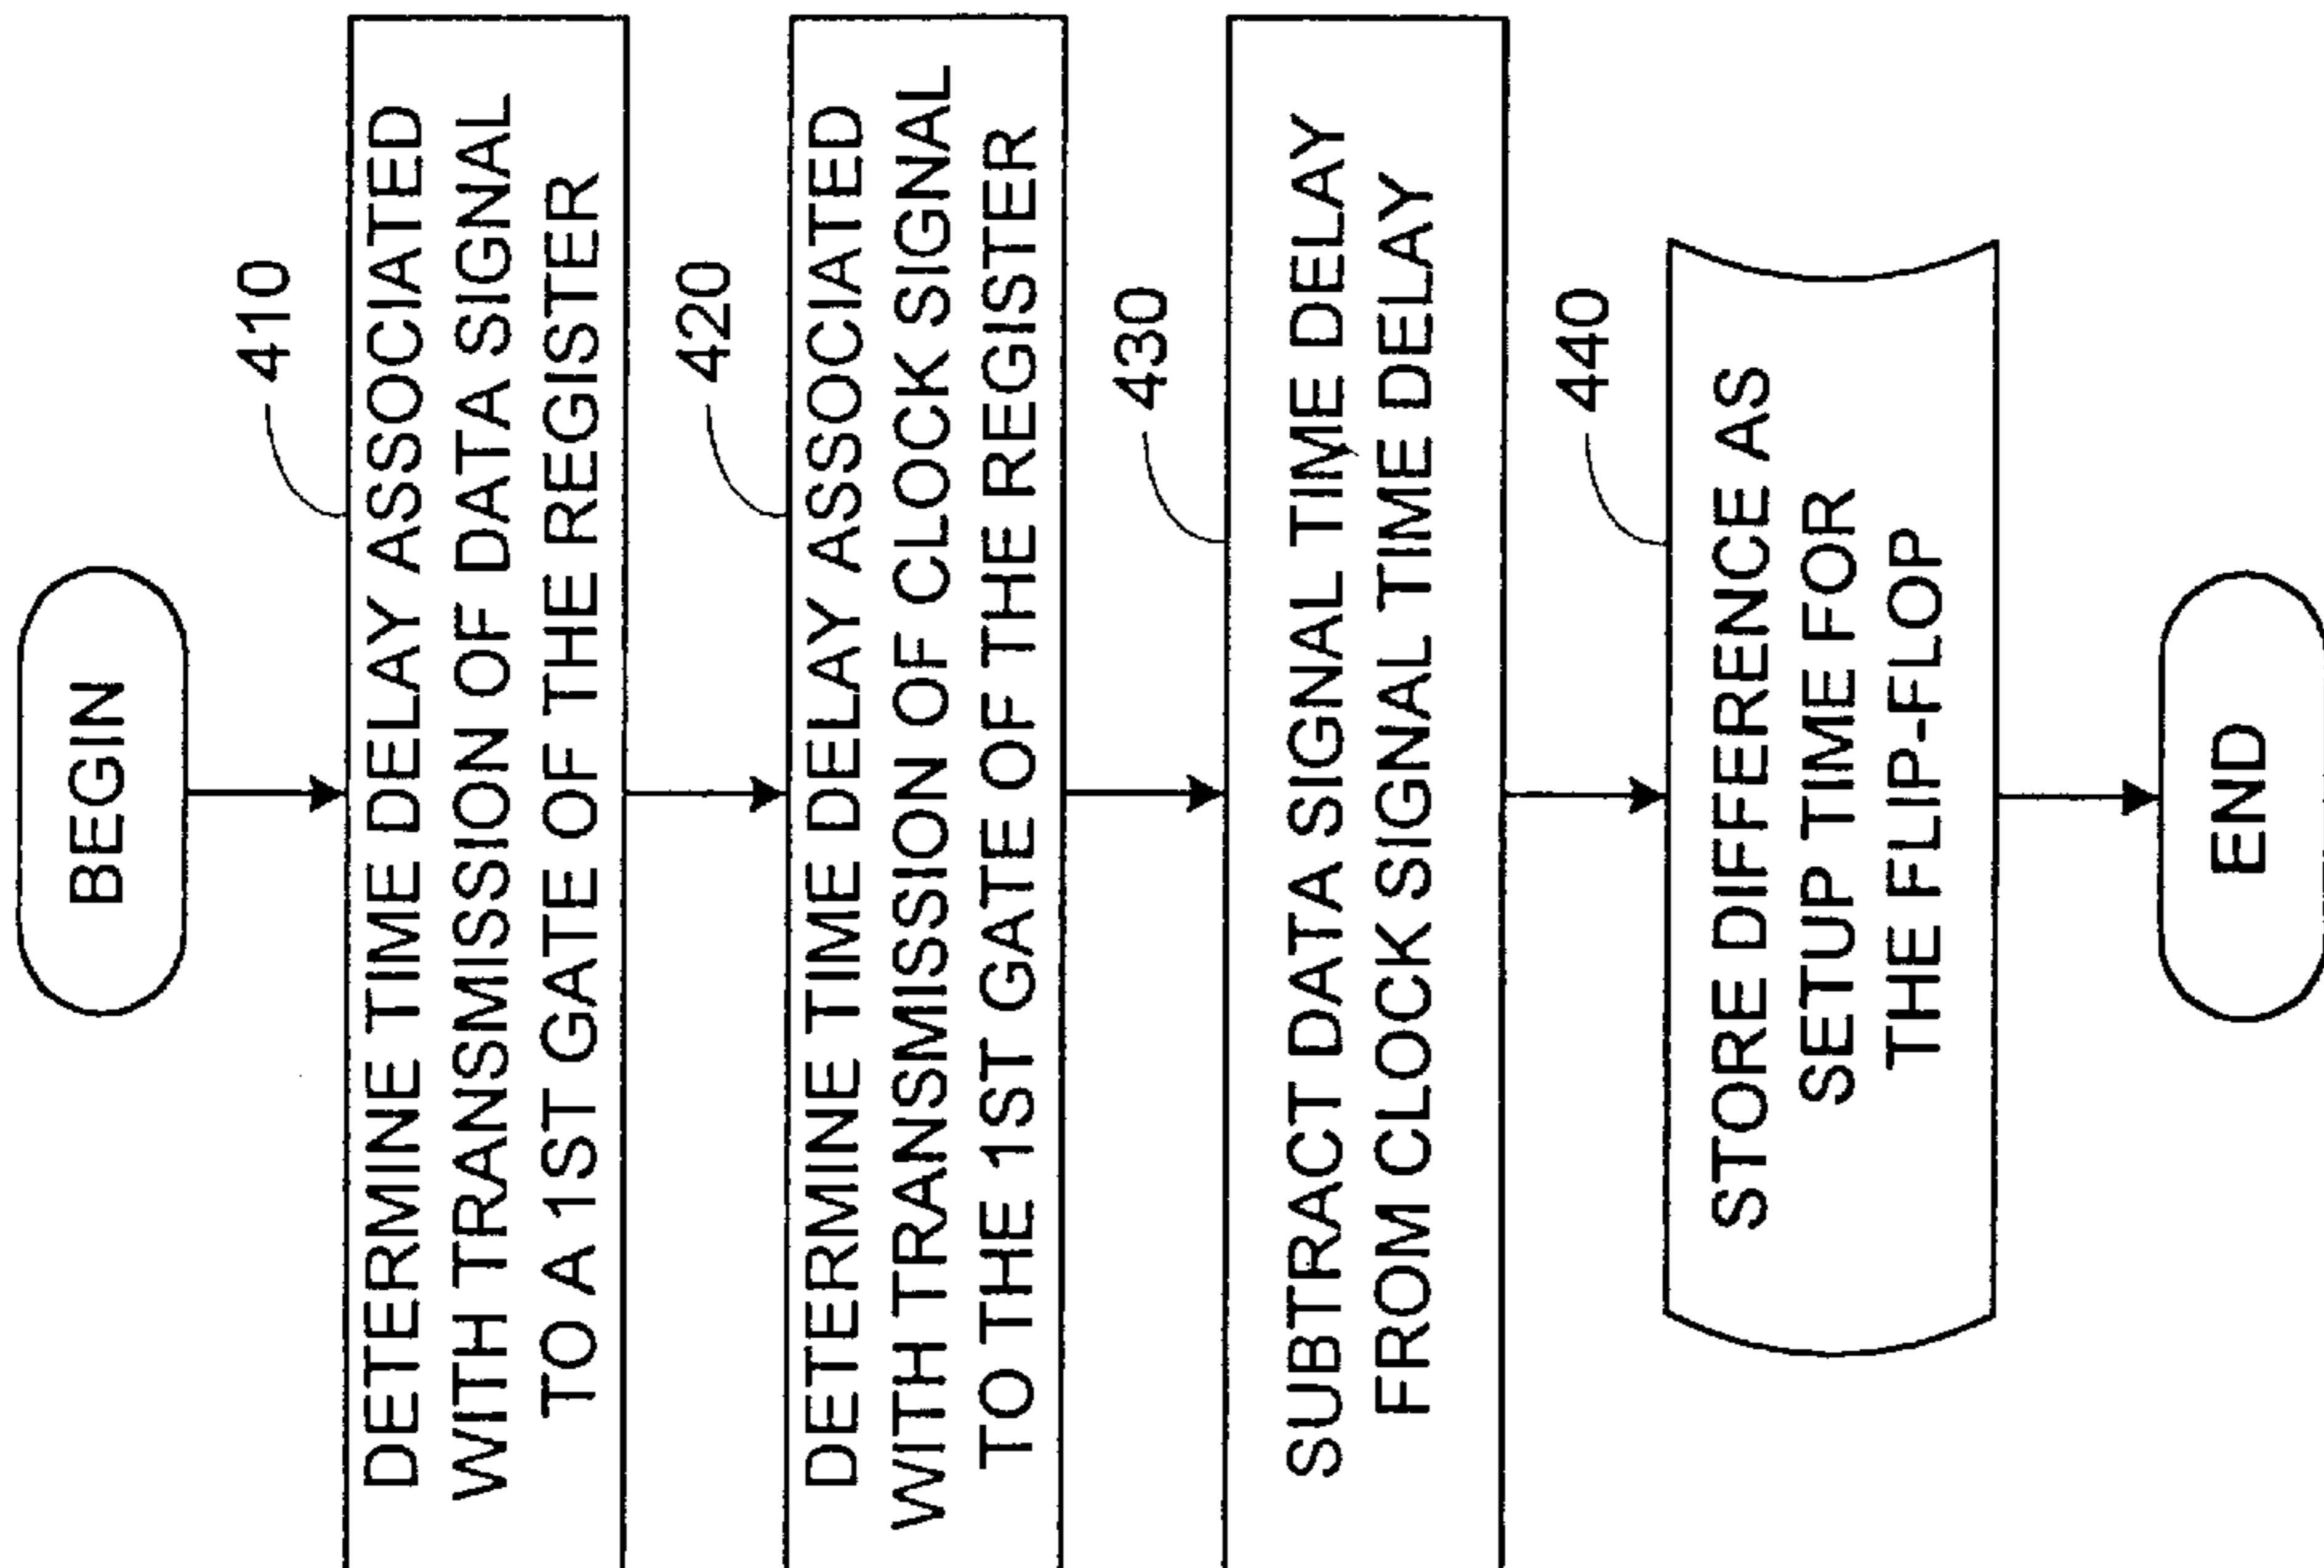 BEGIN
410
DETERMINE TIME DELAY ASSOCIATED
WITH TRANSMISSION OF DATA SIGNAL
TO A 1ST GATE OF THE REGISTER
420
DETERMINE TIME DELAY ASSOCIATED
WITH TRANSMISSION OF CLOCK SIGNAL
TO THE 1ST GATE OF THE REGISTER
430
SUBTRACT DATA SIGNAL TIME DELAY
FROM CLOCK SIGNAL TIME DELAY
440
STORE DIFFERENCE AS
SETUP TIME FOR
THE FLIP-FLOP
END